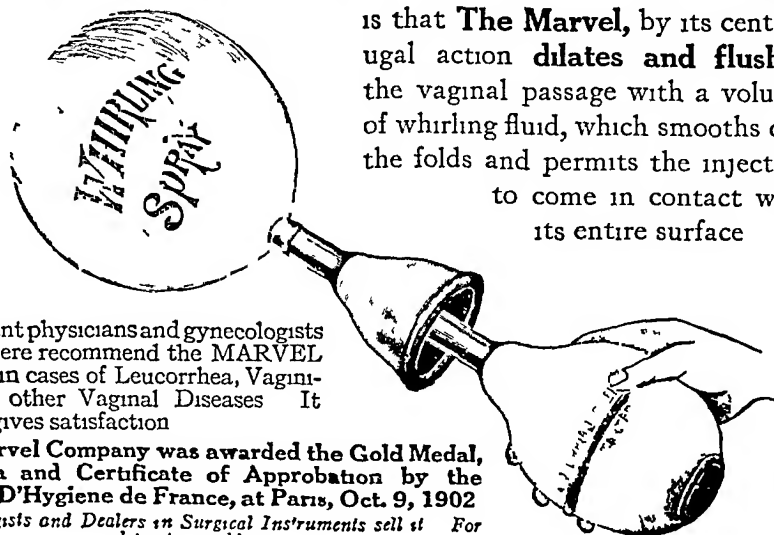 is that The Marvel, by its cent
ugal action dilates and flush
the vaginal passage with a volu
of whirling fluid, which smooths o
the folds and permits the inject
to come in contact w
its entire surface
WHIRLING
SPRAY
nt physicians and gynecologists
ere recommend the MARVEL
in cases of Leucorrhea, Vagini-
other Vaginal Diseases It
gives satisfaction
rvel Company was awarded the Gold Medal,
a and Certificate of Approbation by the
D'Hygiene de France, at Paris, Oct. 9, 1902
gists and Dealers in Surgical Instruments sell it For